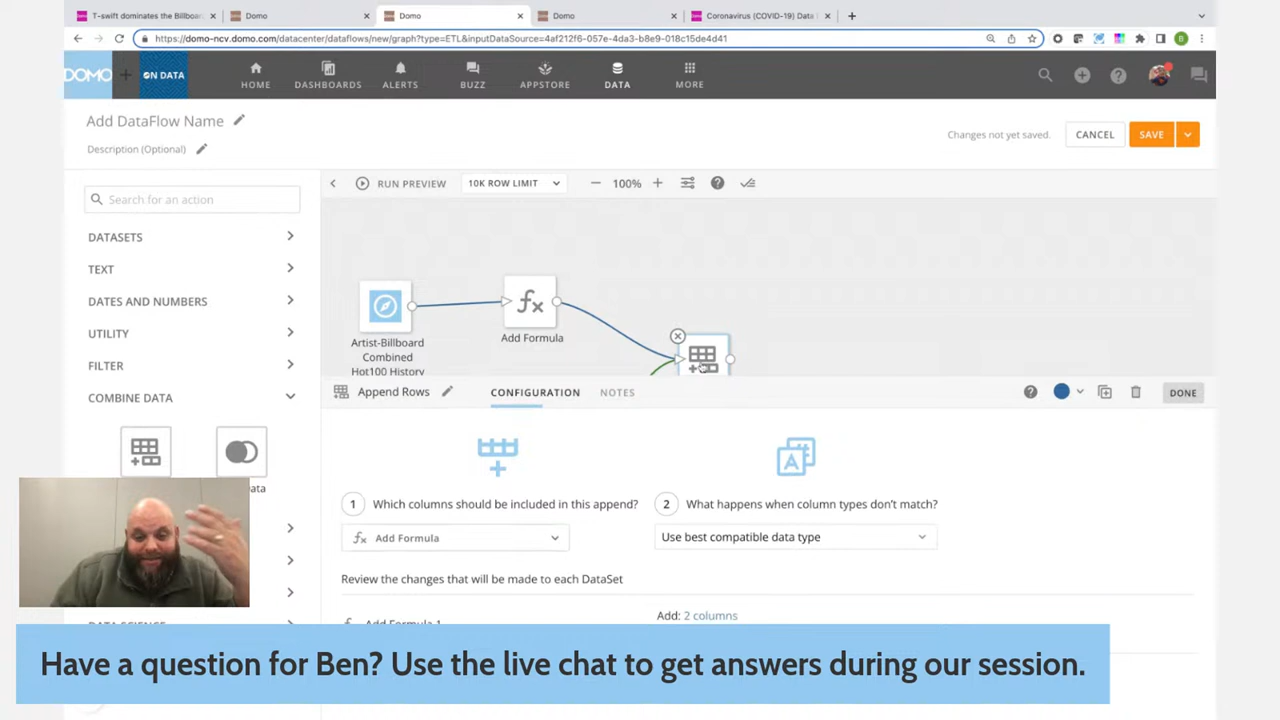 T-swift dominates the Billboar
Domo
Domo
Domo
Coronavirus (COVID-19) Data
https://domo-ncv.domo.com/datacenter/dataflows/new/graph?type=ETL&inputDataSource=4af212f6-057e-4da3-b8e9-018c15de4d41
B
DOMO
ON DATA
HOME
DASHBOARDS
ALERTS
BUZZ
APPSTORE
DATA
MORE
Add DataFlow Name
Description (Optional)
Changes not yet saved.
CANCEL
SAVE
RUN PREVIEW
10K ROW LIMIT
100%
Search for an action
DATASETS
TEXT
DATES AND NUMBERS
UTILITY
FILTER
COMBINE DATA
Artist-Billboard
Combined
Hot100 History
fx
Add Formula
Append Rows
CONFIGURATION
NOTES
DONE
A
1 Which columns should be included in this append?
fx Add Formula
2 What happens when column types don't match?
Use best compatible data type
Review the changes that will be made to each DataSet
Add Formula 1
Add: 2 columns
Have a question for Ben? Use the live chat to get answers during our session.